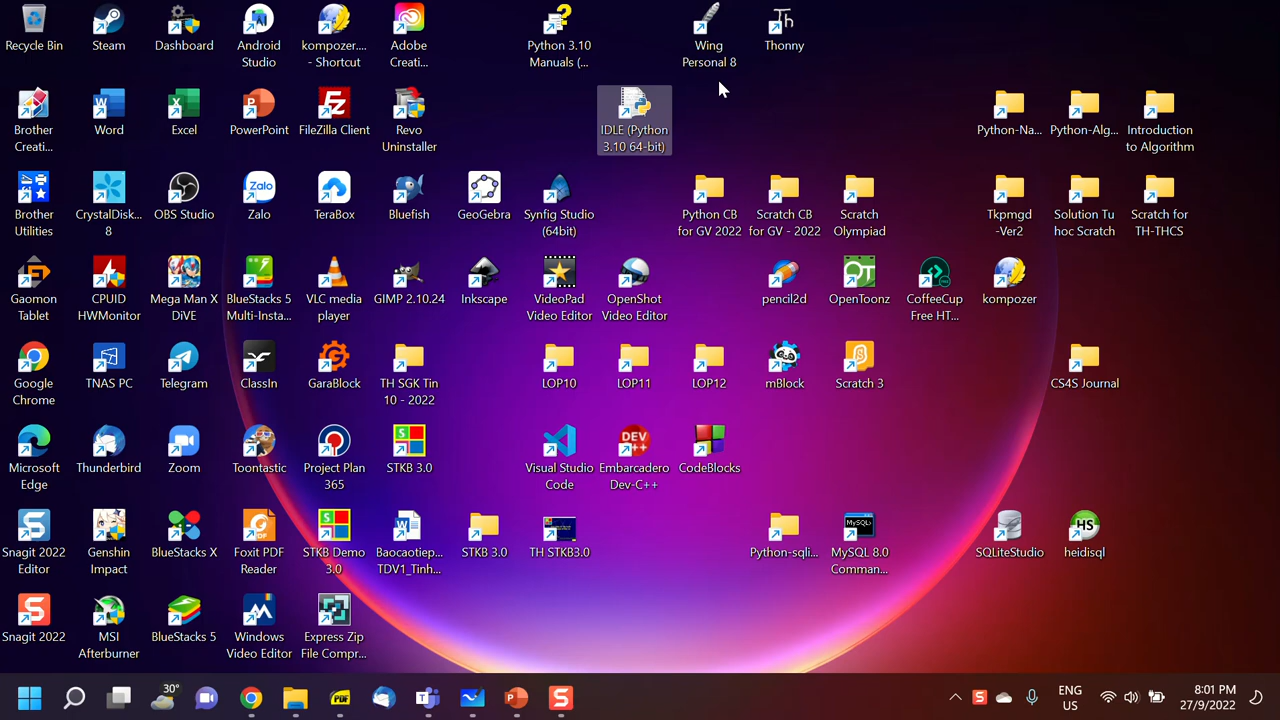 Recycle Bin
Steam
Dashboard
Android
Studio
kompozer....
- Shortcut
Adobe
Creati...
Python 3.10
Manuals (...
Wing
Personal 8
Th
Thonny
Brother
Creati...
Word
Excel
PowerPoint
FileZilla Client
Revo
Uninstaller
IDLE (Python
3.10 64-bit)
Python-Na...
Python-Alg...
Introduction
to Algorithm
Brother
Utilities
CrystalDisk...
8
OBS Studio
Zalo
Zalo
TeraBox
Bluefish
GeoGebra
Synfig Studio
(64bit)
Python CB
for GV 2022
Scratch CB
for GV - 2022
Scratch
Olympiad
Tkpmgd
-Ver2
Solution Tu
hoc Scratch
Scratch for
TH-THCS
Gaomon
Tablet
CPUID
HWMonitor
Mega Man X
DiVE
BlueStacks 5
Multi-Insta...
VLC media
player
GIMP 2.10.24
Inkscape
VideoPad
Video Editor
OpenShot
Video Editor
pencil2d
OpenToonz
CoffeeCup
Free HT...
kompozer
Google
Chrome
TNAS PC
Telegram
ClassIn
GaraBlock
TH SGK Tin
10 - 2022
LOP10
LOP11
LOP12
mBlock
Scratch 3
CS4S Journal
Microsoft
Edge
Thunderbird
Zoom
Toontastic
Project Plan
365
STKB 3.0
Visual Studio
Code
DEV
Embarcadero
Dev-C++
CodeBlocks
Snagit 2022
Editor
Genshin
Impact
BlueStacks X
Foxit PDF
Reader
STKB Demo
3.0
Baocaotiep...
TDV1_Tinh...
STKB 3.0
TH STKB3.0
Python-sqli...
MySQL
MySQL 8.0
Comman...
SQLiteStudio
HS
heidisql
Snagit 2022
MSI
Afterburner
BlueStacks 5
Windows
Video Editor
Express Zip
File Compr...
30°
PDF
ENG
US
8:01 PM
27/9/2022